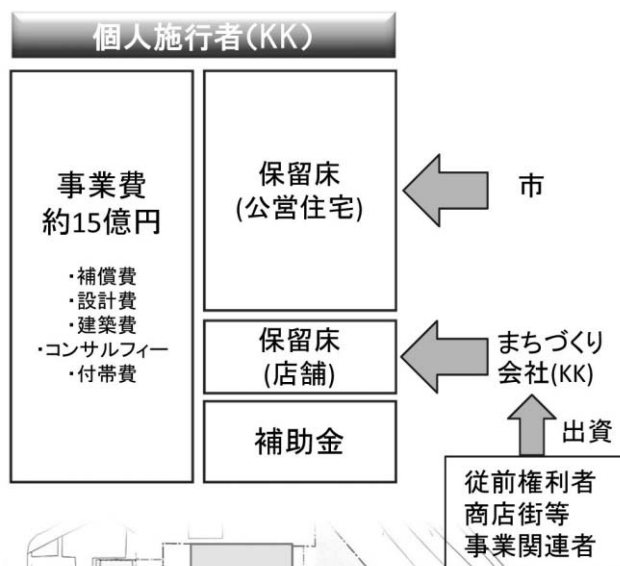 個人施行者(KK)
事業費
約15億円
・補償費
・設計費
・建築費
・コンサルフィー
・付帯費
保留床
(公営住宅)
市
保留床
(店舗)
まちづくり
会社(KK)
補助金
出資
従前権利者
商店街等
事業関連者